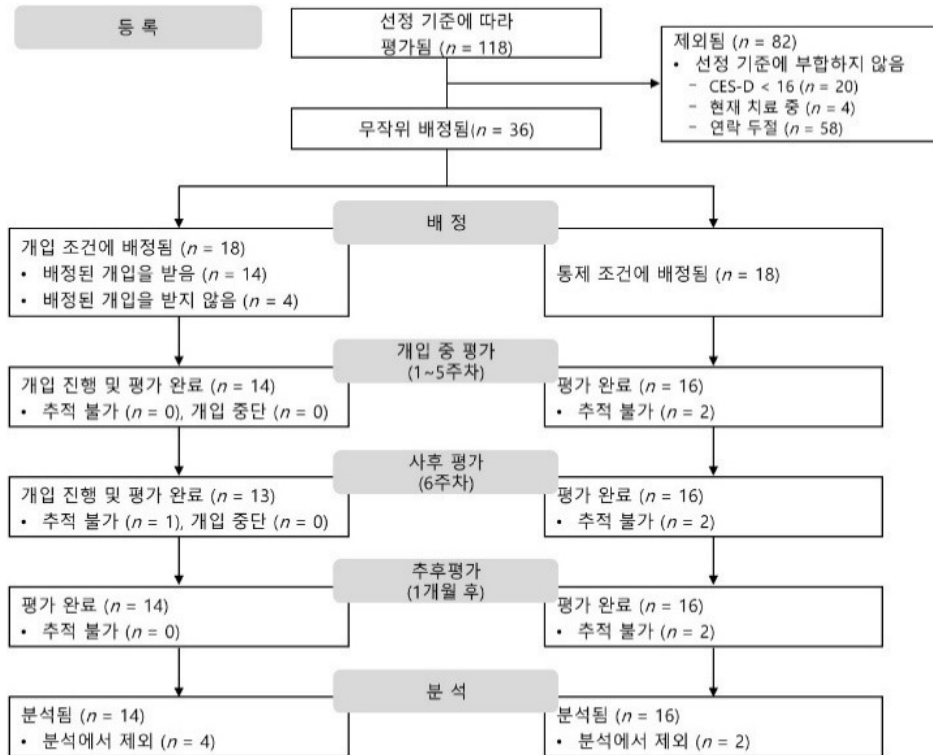 등 록
선정 기준에 따라
평가됨 (n = 118)
제외됨 (n = 82)
• 선정 기준에 부합하지 않음
− CES-D < 16 (n = 20)
− 현재 치료 중 (n = 4)
− 연락 두절 (n = 58)
무작위 배정됨(n = 36)
배 정
개입 조건에 배정됨 (n = 18)
• 배정된 개입을 받음 (n = 14)
• 배정된 개입을 받지 않음 (n = 4)
통제 조건에 배정됨 (n = 18)
개입 중 평가
(1~5주차)
개입 진행 및 평가 완료 (n = 14)
• 추적 불가 (n = 0), 개입 중단 (n = 0)
평가 완료 (n = 16)
• 추적 불가 (n = 2)
사후 평가
(6주차)
개입 진행 및 평가 완료 (n = 13)
• 추적 불가 (n = 1), 개입 중단 (n = 0)
평가 완료 (n = 16)
• 추적 불가 (n = 2)
추후평가
(1개월 후)
평가 완료 (n = 14)
• 추적 불가 (n = 0)
평가 완료 (n = 16)
• 추적 불가 (n = 2)
분 석
분석됨 (n = 14)
• 분석에서 제외 (n = 4)
분석됨 (n = 16)
• 분석에서 제외 (n = 2)